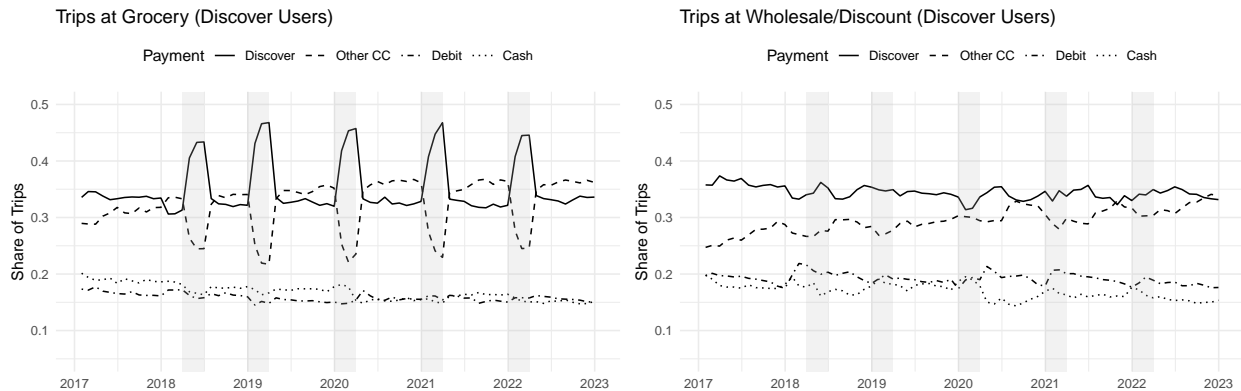 Trips at Grocery (Discover Users)
Payment Discover Other CC Debit Cash
Share of Trips
0.5
0.4
0.3
0.2
0.1
2017 2018 2019 2020 2021 2022 2023
Trips at Wholesale/Discount (Discover Users)
Payment Discover Other CC Debit Cash
Share of Trips
0.5
0.4
0.3
0.2
0.1
2017 2018 2019 2020 2021 2022 2023